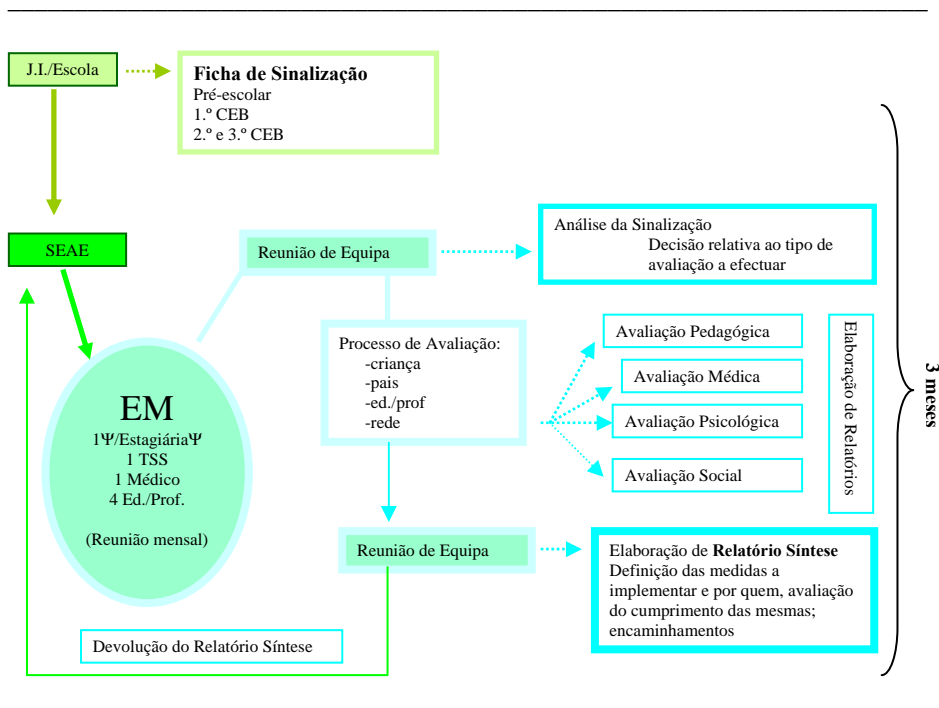 J.I./Escola
Ficha de Sinalização
Pré-escolar
1.º CEB
2.º e 3.º CEB
SEAE
Reunião de Equipa
Análise da Sinalização
Decisão relativa ao tipo de
avaliação a efectuar
Processo de Avaliação:
-criança
-pais
-ed./prof
-rede
Avaliação Pedagógica
Avaliação Médica
Avaliação Psicológica
Avaliação Social
Elaboração de Relatórios
3 meses
EM
1Ψ/EstagiáriaΨ
1 TSS
1 Médico
4 Ed./Prof.
(Reunião mensal)
Reunião de Equipa
Elaboração de Relatório Síntese
Definição das medidas a
implementar e por quem, avaliação
do cumprimento das mesmas;
encaminhamentos
Devolução do Relatório Síntese